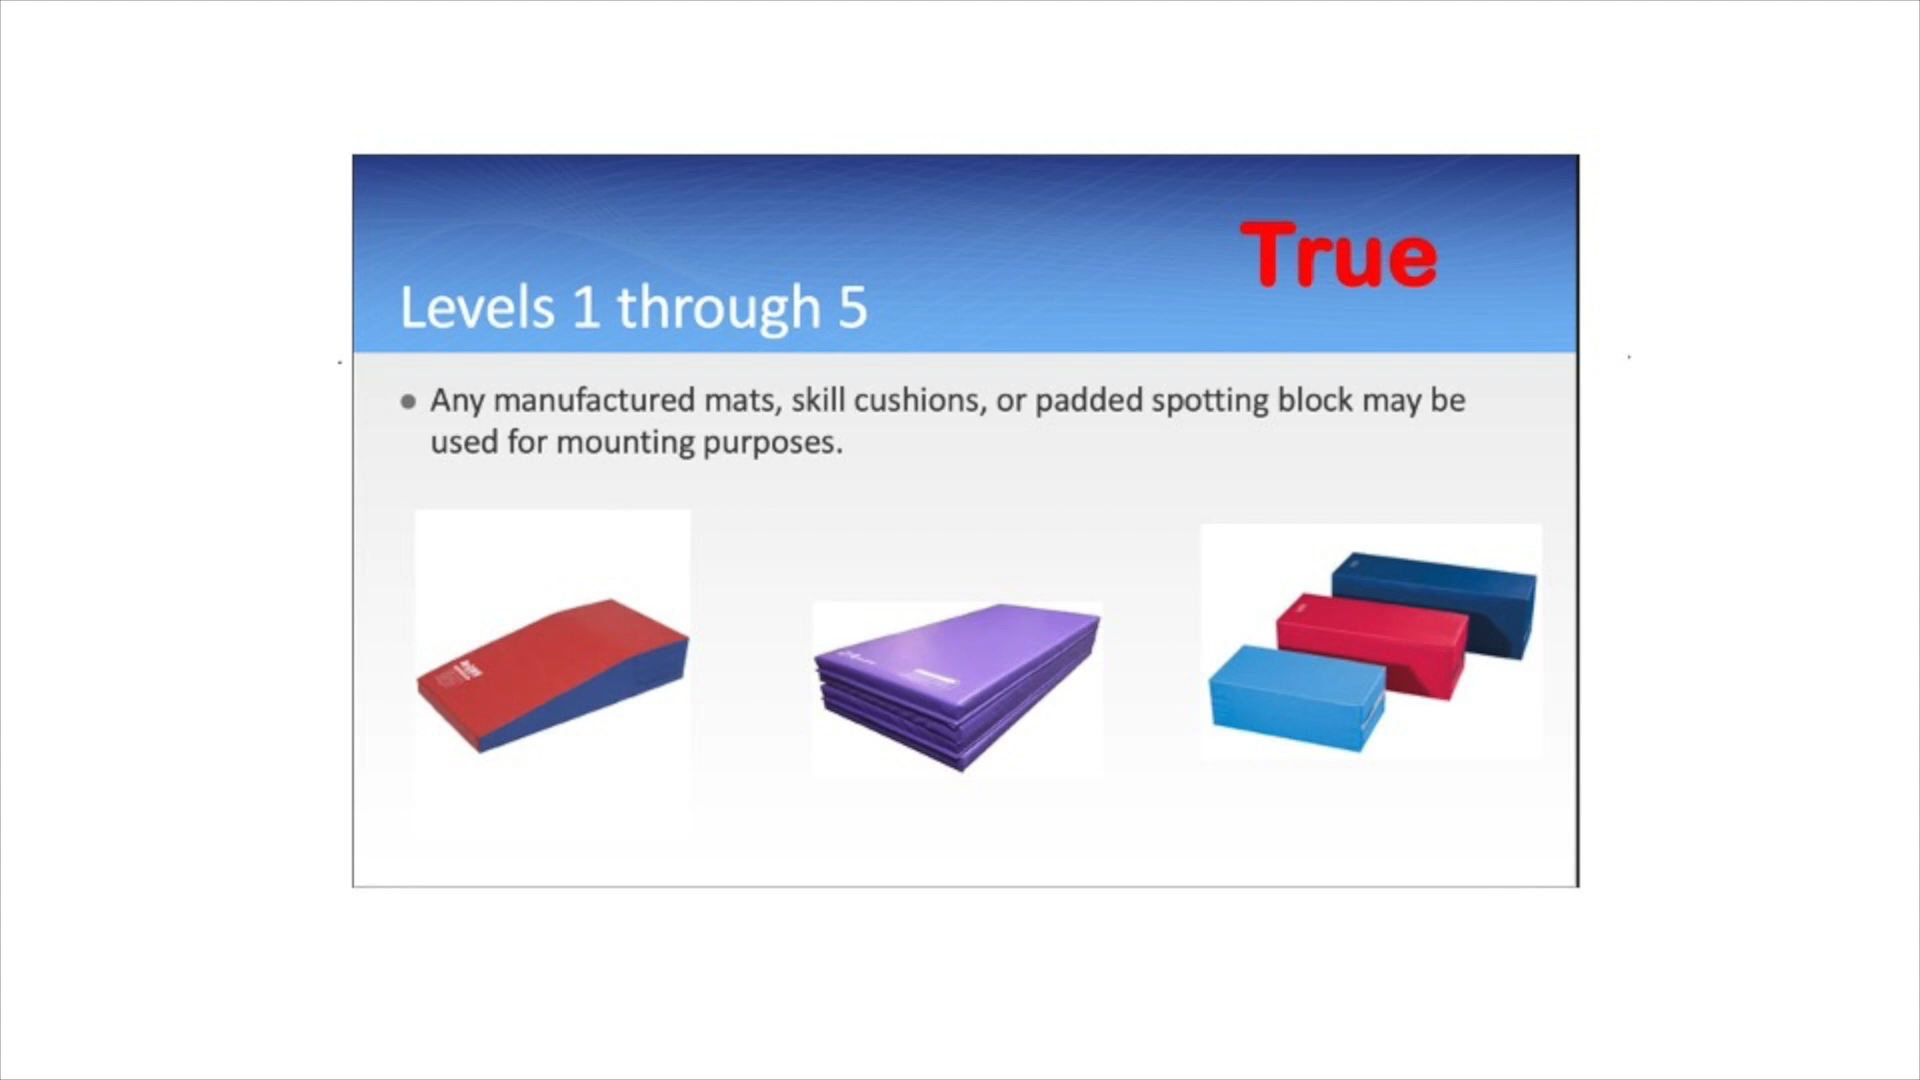 True
Levels 1 through 5
Any manufactured mats, skill cushions, or padded spotting block may be
used for mounting purposes.